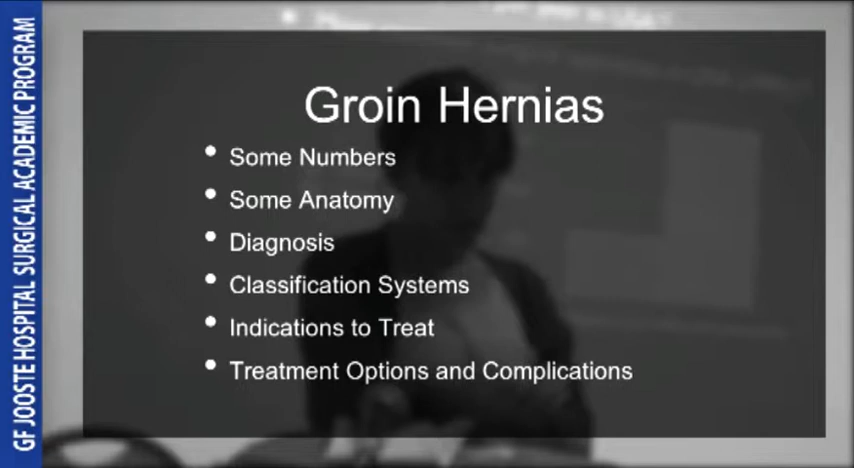 GF JOOSTE HOSPITAL SURGICAL ACADEMIC PROGRAM
Groin Hernias
• Some Numbers
• Some Anatomy
• Diagnosis
• Classification Systems
• Indications to Treat
• Treatment Options and Complications